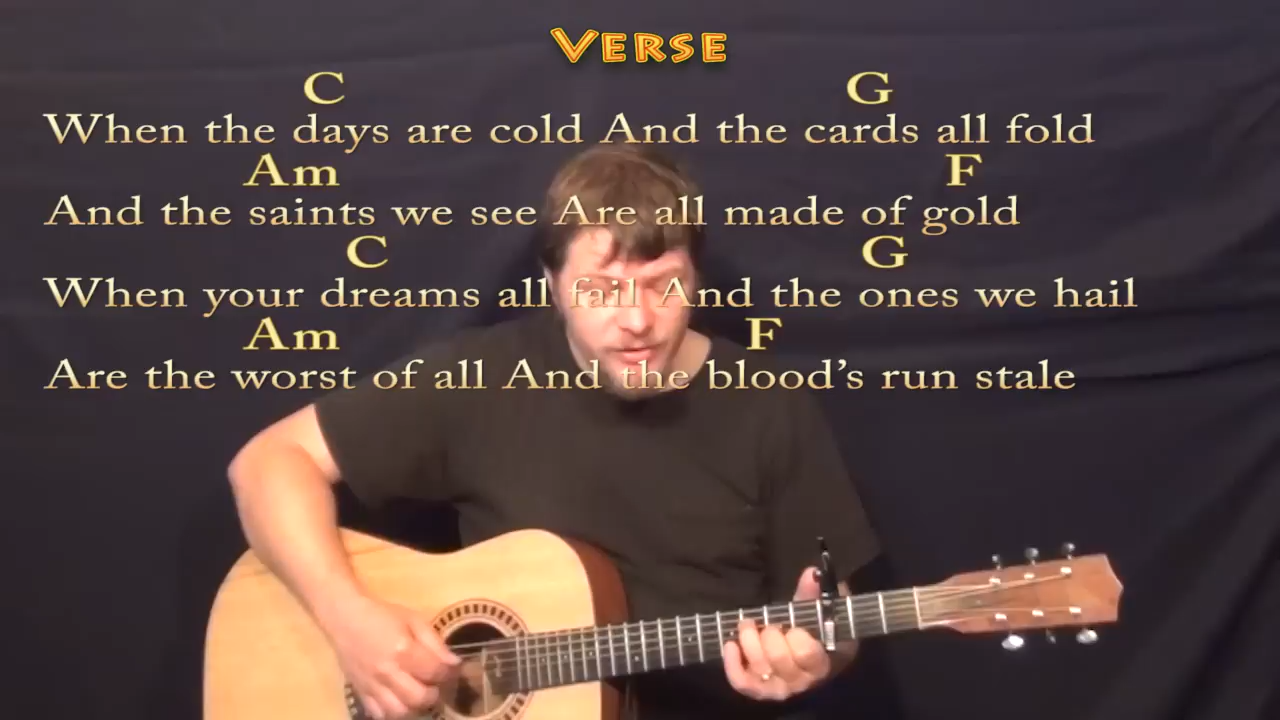 VERSE
C G
When the days are cold And the cards all fold
Am F
And the saints we see Are all made of gold
C G
When your dreams all fail And the ones we hail
Am F
Are the worst of all And the blood's run stale